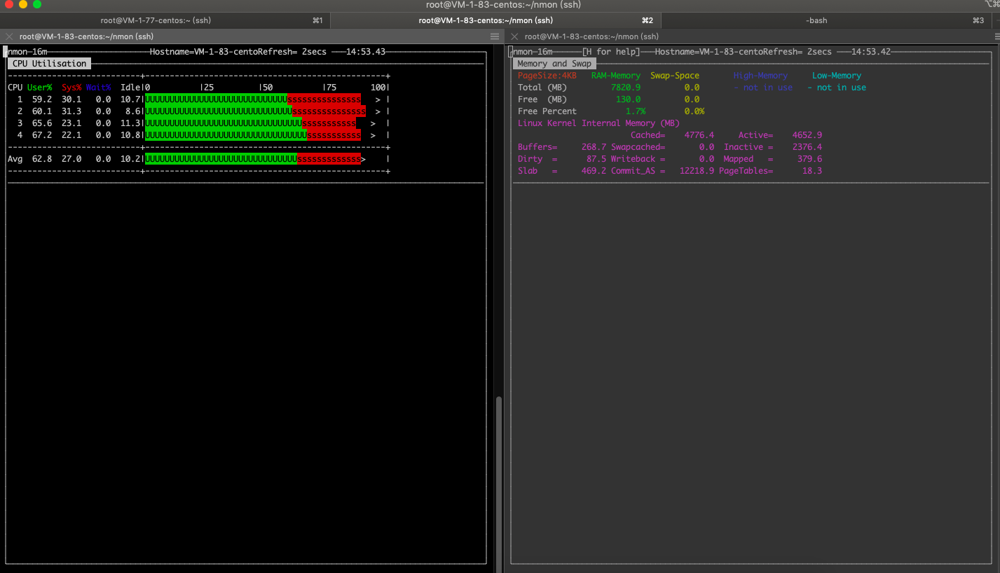 root@VM-1-83-centos:~/nmon (ssh)
⌥⌘
root@VM-1-77-centos:~ (ssh) ⌘1
root@VM-1-83-centos:~/nmon (ssh) ⌘2
-bash ⌘3
root@VM-1-83-centos:~/nmon (ssh)
nmon─16m─────────────────────Hostname=VM-1-83-centoRefresh= 2secs ───14:53.43
CPU Utilisation
---------------------------+-------------------------------------------------+
CPU User% Sys% Wait% Idle|0 |25 |50 |75 100|
1 59.2 30.1 0.0 10.7|UUUUUUUUUUUUUUUUUUUUUUUUUUUUUsssssssssssssss > |
2 60.1 31.3 0.0 8.6|UUUUUUUUUUUUUUUUUUUUUUUUUUUUUUsssssssssssssss > |
3 65.6 23.1 0.0 11.3|UUUUUUUUUUUUUUUUUUUUUUUUUUUUUUUUsssssssssss > |
4 67.2 22.1 0.0 10.8|UUUUUUUUUUUUUUUUUUUUUUUUUUUUUUUUUsssssssssss > |
---------------------------+-------------------------------------------------+
Avg 62.8 27.0 0.0 10.2|UUUUUUUUUUUUUUUUUUUUUUUUUUUUUUUsssssssssssss> |
---------------------------+-------------------------------------------------+
root@VM-1-83-centos:~/nmon (ssh)
nmon─16m──────[H for help]───Hostname=VM-1-83-centoRefresh= 2secs ───14:53.42
Memory and Swap
PageSize:4KB RAM-Memory Swap-Space High-Memory Low-Memory
Total (MB) 7820.9 0.0 - not in use - not in use
Free (MB) 130.0 0.0
Free Percent 1.7% 0.0%
Linux Kernel Internal Memory (MB)
Cached= 4776.4 Active= 4652.9
Buffers= 268.7 Swapcached= 0.0 Inactive = 2376.4
Dirty = 87.5 Writeback = 0.0 Mapped = 379.6
Slab = 469.2 Commit_AS = 12218.9 PageTables= 18.3